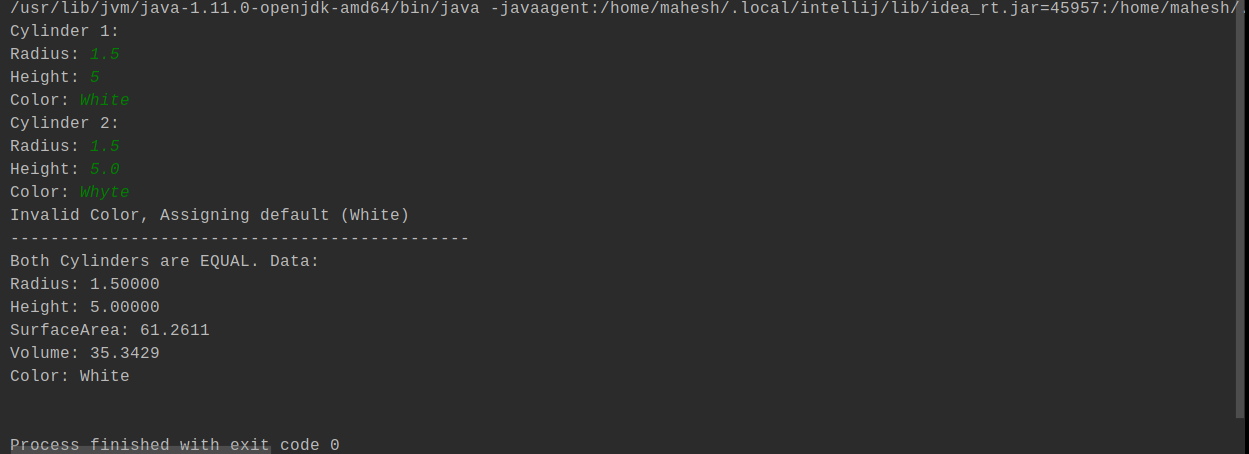 /usr/lib/jvm/java-1.11.0-openjdk-amd64/bin/java -javaagent:/home/mahesh/.local/intellij/lib/idea_rt.jar=45957:/home/mahesh/.
Cylinder 1:
Radius: 1.5
Height: 5
Color: White
Cylinder 2:
Radius: 1.5
Height: 5.0
Color: Whyte
Invalid Color, Assigning default (White)
----------------------------------------------
Both Cylinders are EQUAL. Data:
Radius: 1.50000
Height: 5.00000
SurfaceArea: 61.2611
Volume: 35.3429
Color: White
Process finished with exit code 0